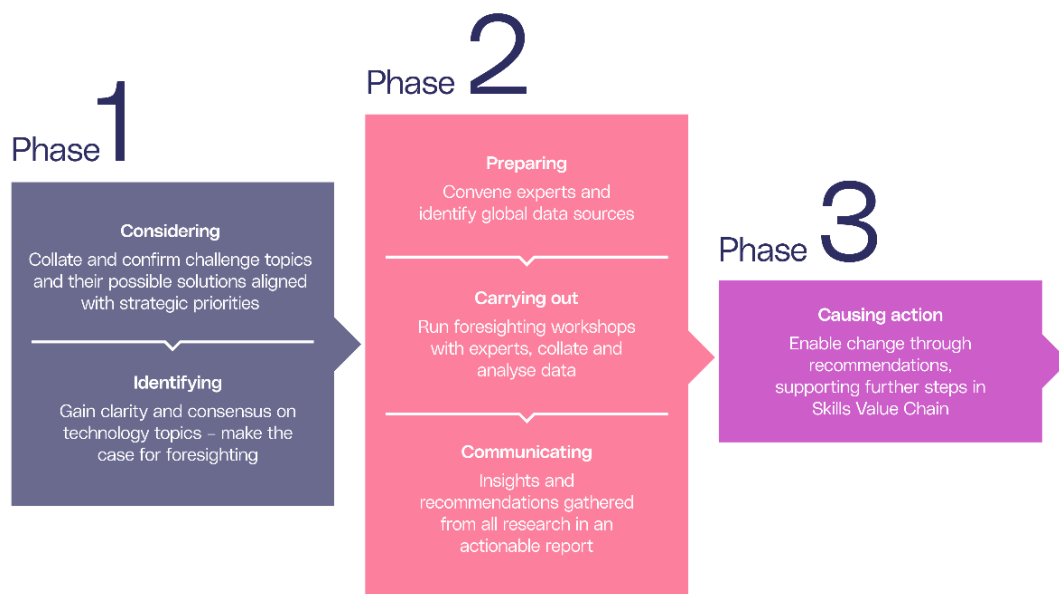 Phase 1
Considering
Collate and confirm challenge topics
and their possible solutions aligned
with strategic priorities
Identifying
Gain clarity and consensus on
technology topics – make the
case for foresighting
Phase 2
Preparing
Convene experts and
identify global data sources
Carrying out
Run foresighting workshops
with experts, collate and
analyse data
Communicating
Insights and
recommendations gathered
from all research in an
actionable report
Phase 3
Causing action
Enable change through
recommendations,
supporting further steps in
Skills Value Chain